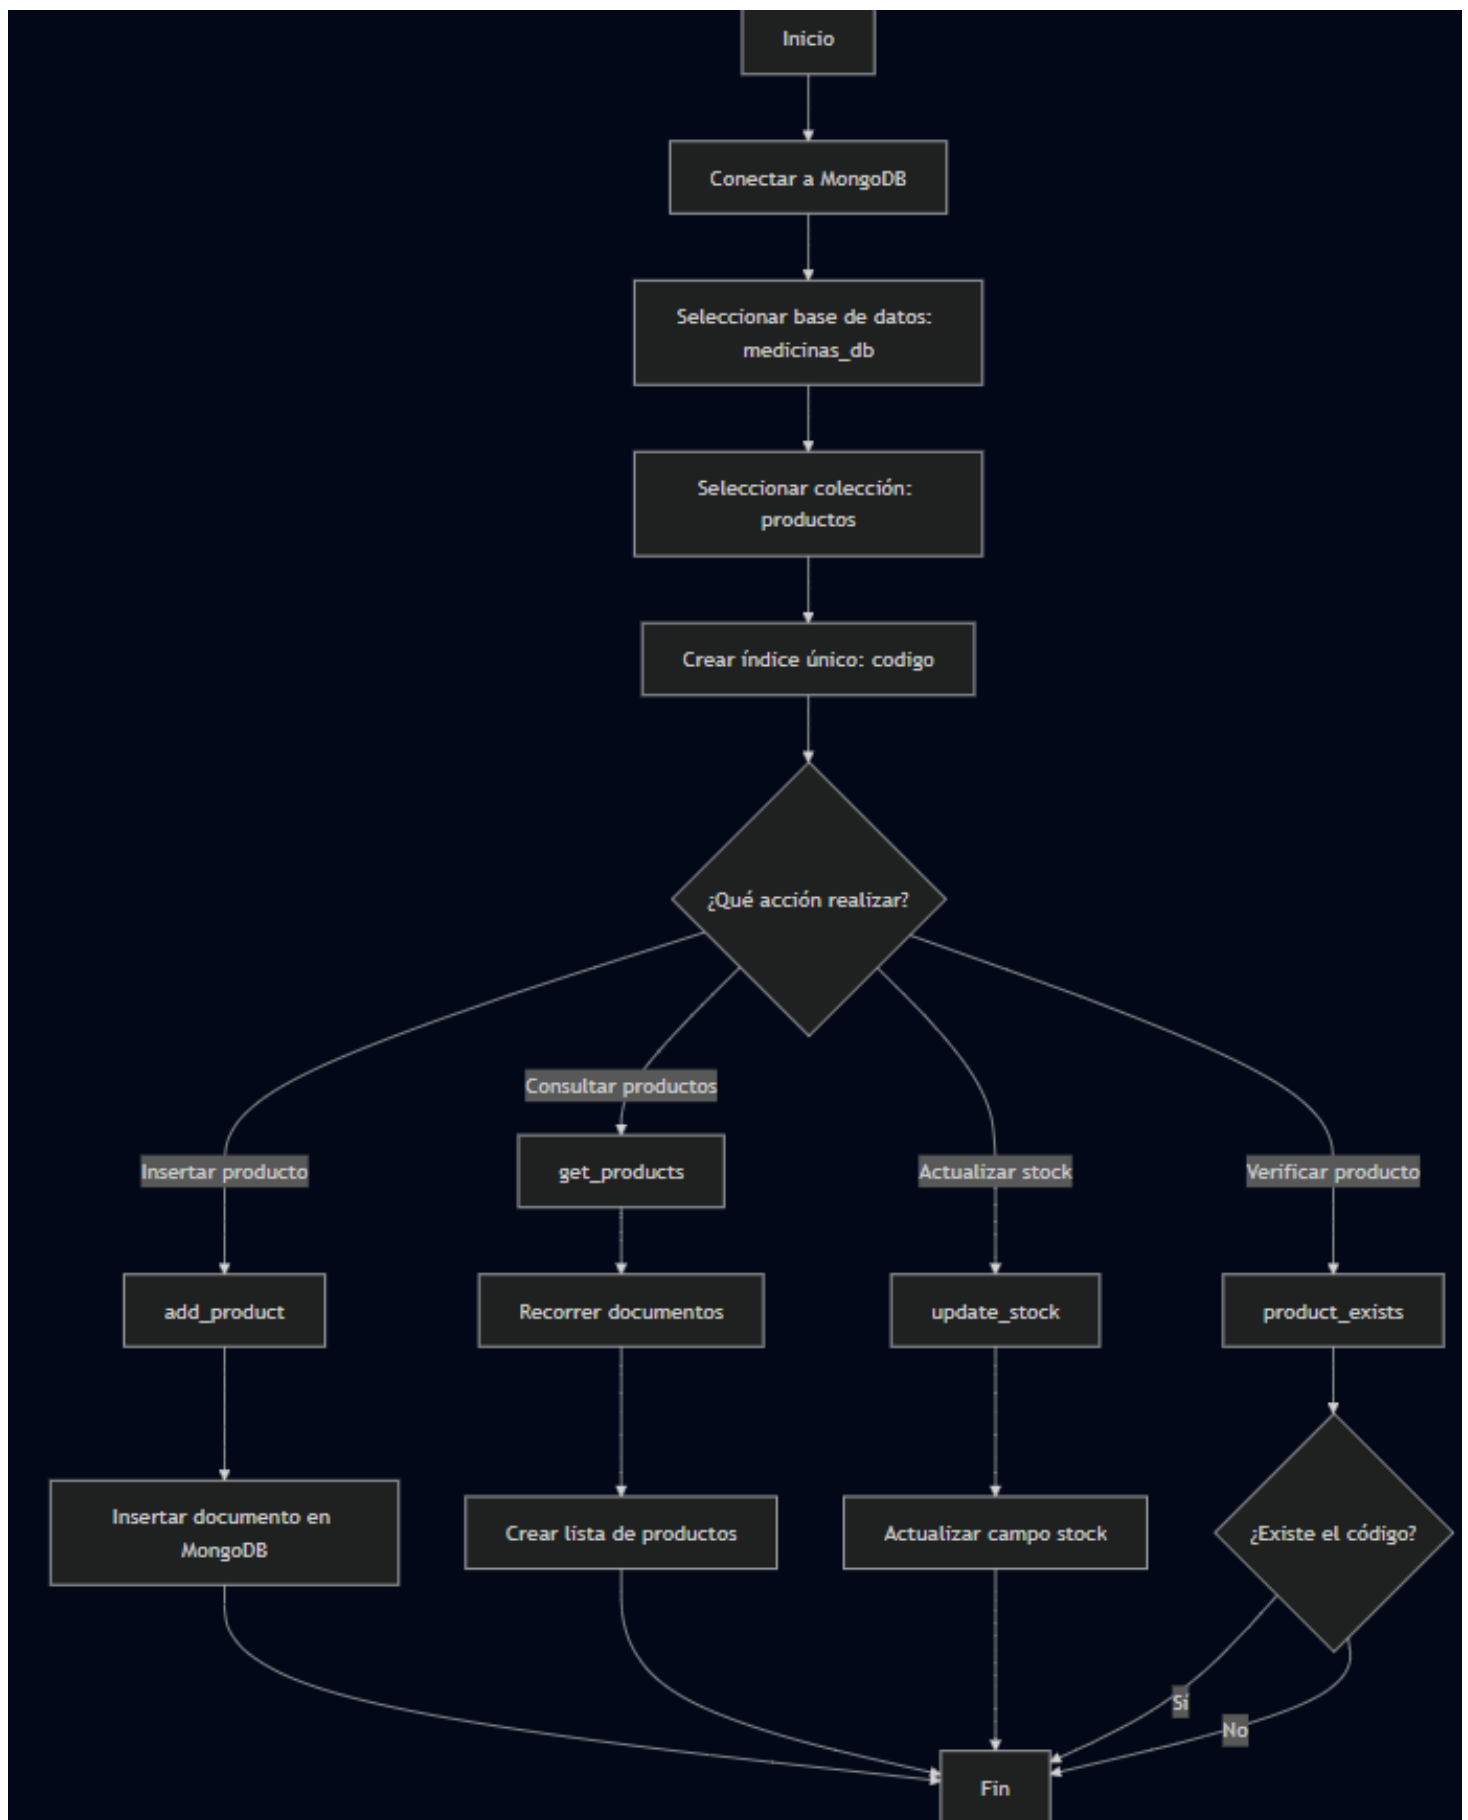 Inicio
Conectar a MongoDB
Seleccionar base de datos:
medicinas_db
Seleccionar colección:
productos
Crear índice único: codigo
¿Qué acción realizar?
Consultar productos
Insertar producto
get_products
Actualizar stock
Verificar producto
add_product
Recorrer documentos
update_stock
product_exists
Insertar documento en
MongoDB
Crear lista de productos
Actualizar campo stock
¿Existe el código?
Sí
No
Fin